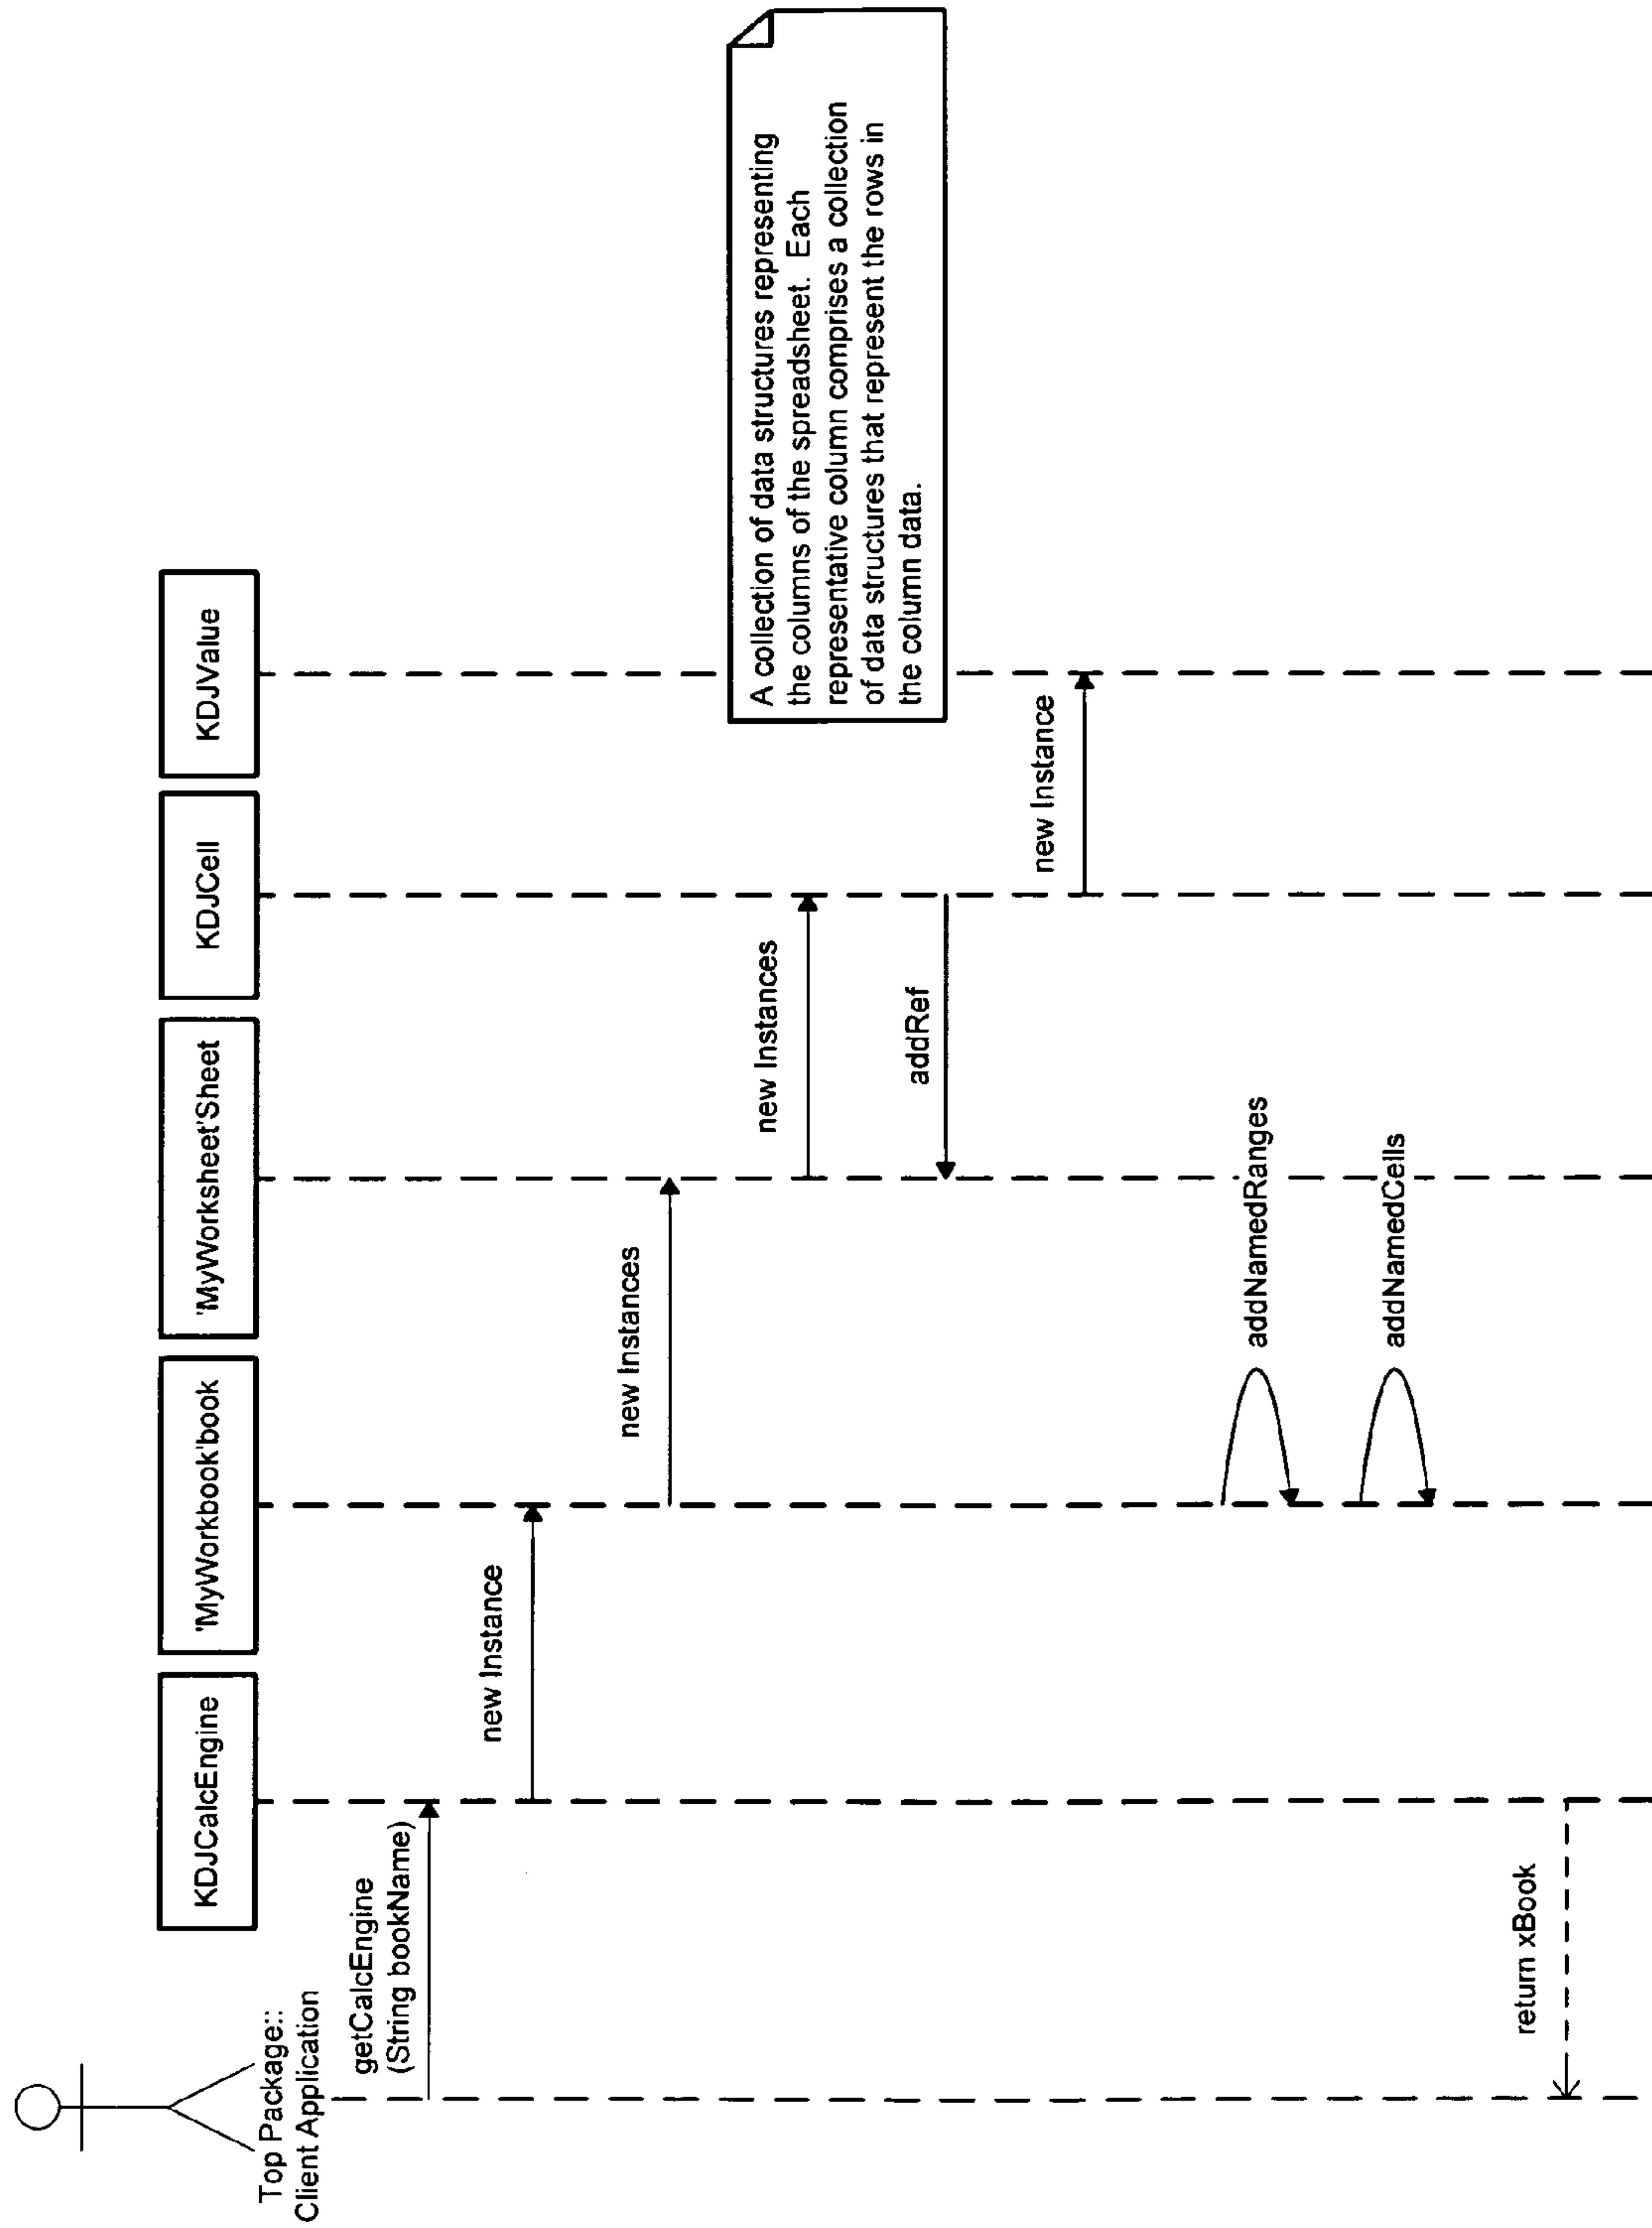 Top Package::
Client Application
KDJCalcEngine
'MyWorkbook'book
'MyWorksheet'Sheet
KDJCell
KDJValue
getCalcEngine
(String bookName)
new Instance
new Instances
new Instances
A collection of data structures representing
the columns of the spreadsheet. Each
representative column comprises a collection
of data structures that represent the rows in
the column data.
addRef
new Instance
addNamedRanges
addNamedCells
return xBook